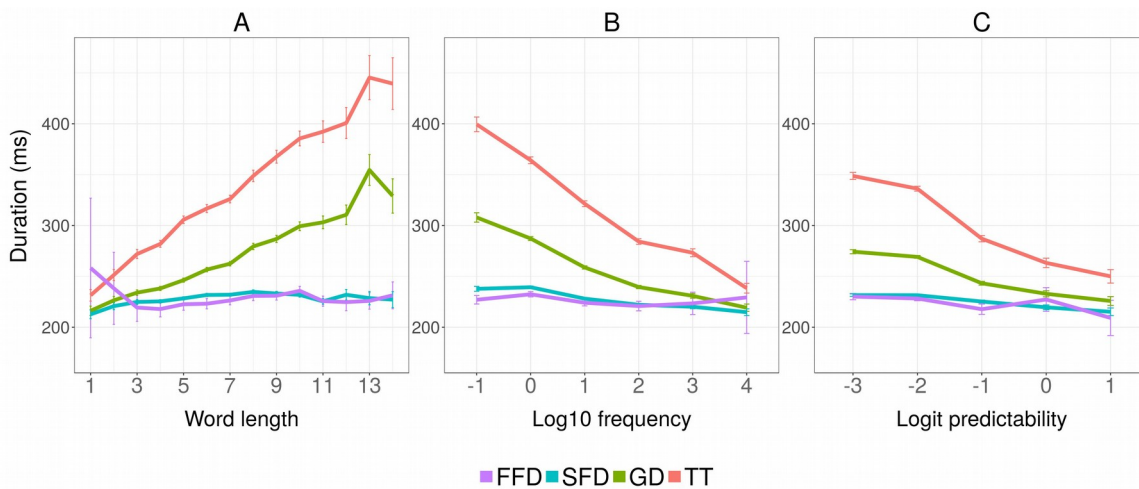 A B C
Duration (ms)
400
300
200
400
300
200
400
300
200
1 3 5 7 9 11 13
-1 0 1 2 3 4
-3 -2 -1 0 1
Word length
Log10 frequency
Logit predictability
FFD SFD GD TT